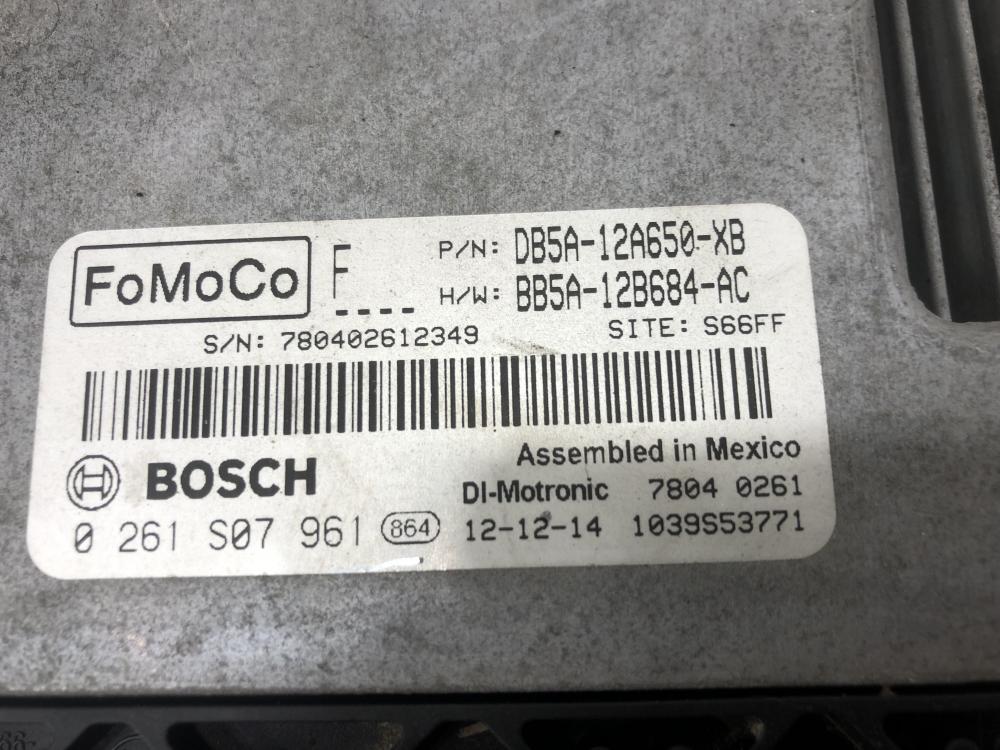 FoMoCo
F_ _ _ _
P/N: DB5A-12A650-XB
H/W: BB5A-12B684-AC
S/N: 780402612349
SITE: S66FF
Assembled in Mexico
BOSCH
DI-Motronic 7804 0261
0 261 S07 961 864 12-12-14 1039S53771